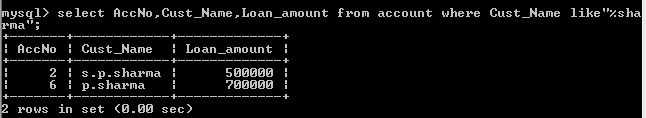 mysql> select AccNo,Cust_Name,Loan_amount from account where Cust_Name like"%sha
rma";
+-------+-----------+-------------+
| AccNo | Cust_Name | Loan_amount |
+-------+-----------+-------------+
|     2 | s.p.sharma |      500000 |
|     6 | p.sharma   |      700000 |
+-------+-----------+-------------+
2 rows in set (0.00 sec)